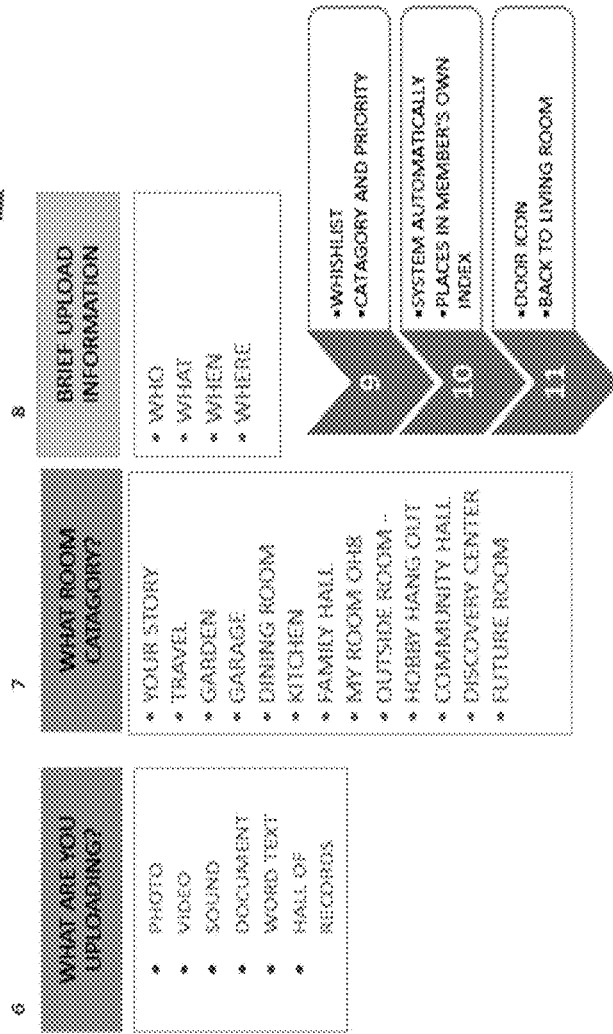 6
WHAT ARE YOU
UPLOADING?
• PHOTO
• VIDEO
• SOUND
• DOCUMENT
• WORD TEXT
• HALL OF
RECORDS
7
WHAT ROOM
CATAGORY?
• YOUR STORY
• TRAVEL
• GARDEN
• GARAGE
• DINING ROOM
• KITCHEN
• FAMILY HALL
• MY ROOM OHB
• OUTSIDE ROOM --
• HOBBY HANG OUT
• COMMUNITY HALL
• DISCOVERY CENTER
• FUTURE ROOM
8
BRIEF UPLOAD
INFORMATION
• WHO
• WHAT
• WHEN
• WHERE
9
•WHISHLIST
•CATAGORY AND PRIORITY
10
•SYSTEM AUTOMATICALLY
•PLACES IN MEMBER'S OWN
INDEX
11
•DOOR ICON
•BACK TO LIVING ROOM